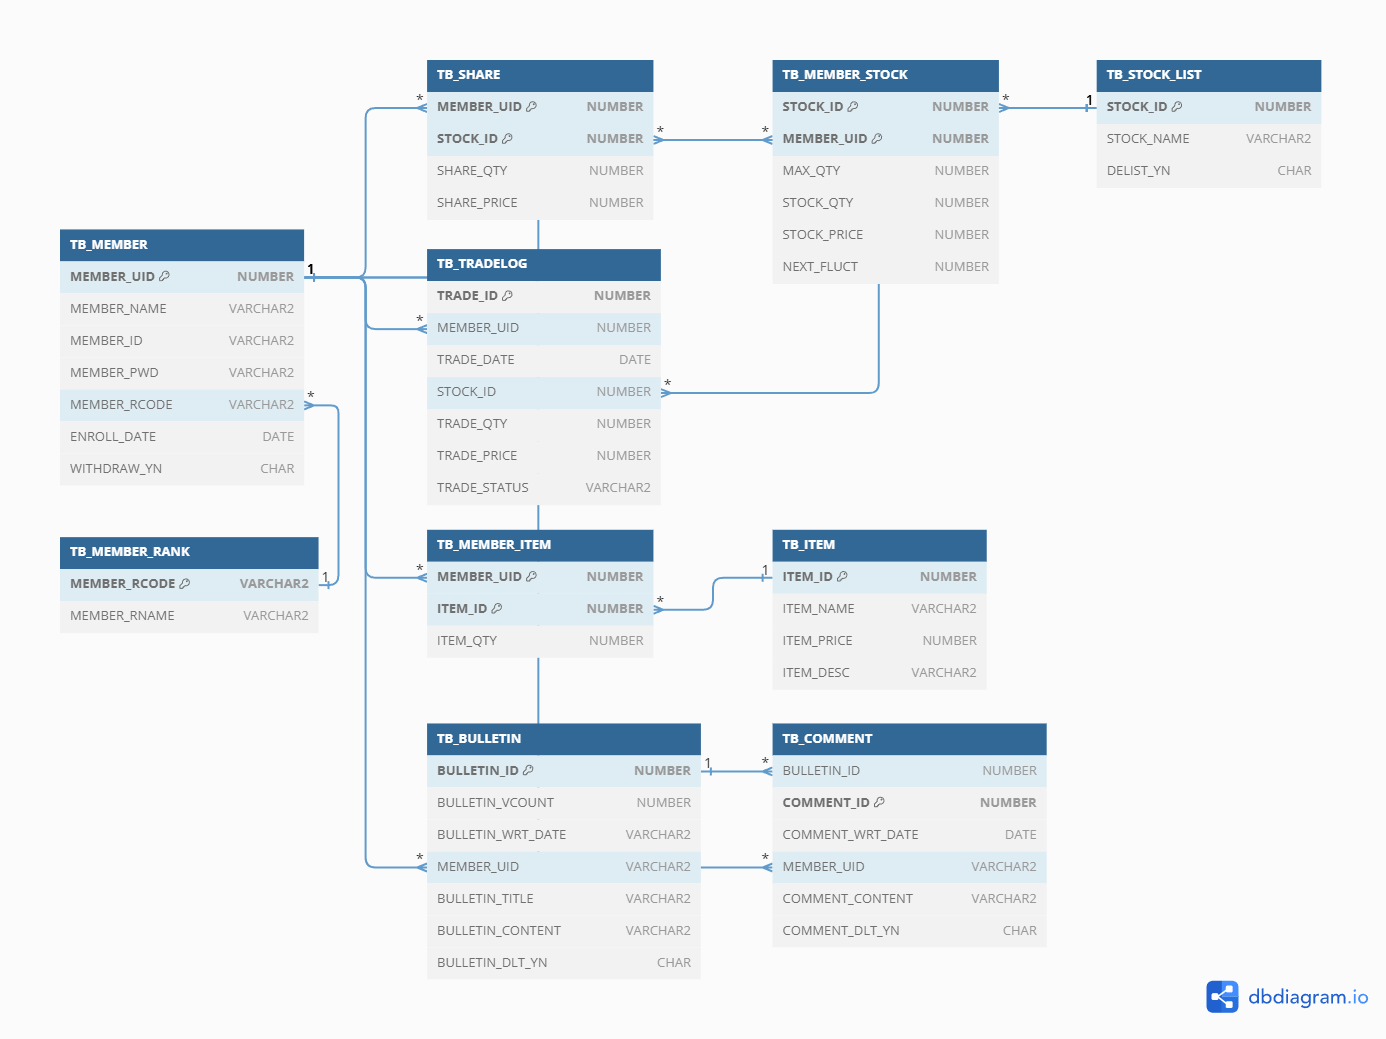 TB_SHARE
MEMBER_UID NUMBER
STOCK_ID NUMBER
SHARE_QTY NUMBER
SHARE_PRICE NUMBER
*
*
TB_MEMBER_STOCK
STOCK_ID NUMBER
MEMBER_UID NUMBER
MAX_QTY NUMBER
STOCK_QTY NUMBER
STOCK_PRICE NUMBER
NEXT_FLUCT NUMBER
*
*
TB_STOCK_LIST
STOCK_ID NUMBER
STOCK_NAME VARCHAR2
DELIST_YN CHAR
1
TB_MEMBER
MEMBER_UID NUMBER
MEMBER_NAME VARCHAR2
MEMBER_ID VARCHAR2
MEMBER_PWD VARCHAR2
MEMBER_RCODE VARCHAR2
ENROLL_DATE DATE
WITHDRAW_YN CHAR
1
*
TB_TRADELOG
TRADE_ID NUMBER
MEMBER_UID NUMBER
TRADE_DATE DATE
STOCK_ID NUMBER
TRADE_QTY NUMBER
TRADE_PRICE NUMBER
TRADE_STATUS VARCHAR2
*
*
TB_MEMBER_RANK
MEMBER_RCODE VARCHAR2
MEMBER_RNAME VARCHAR2
1
TB_MEMBER_ITEM
MEMBER_UID NUMBER
ITEM_ID NUMBER
ITEM_QTY NUMBER
*
*
TB_ITEM
ITEM_ID NUMBER
ITEM_NAME VARCHAR2
ITEM_PRICE NUMBER
ITEM_DESC VARCHAR2
1
TB_BULLETIN
BULLETIN_ID NUMBER
BULLETIN_VCOUNT NUMBER
BULLETIN_WRT_DATE VARCHAR2
MEMBER_UID VARCHAR2
BULLETIN_TITLE VARCHAR2
BULLETIN_CONTENT VARCHAR2
BULLETIN_DLT_YN CHAR
1
*
TB_COMMENT
BULLETIN_ID NUMBER
COMMENT_ID NUMBER
COMMENT_WRT_DATE DATE
MEMBER_UID VARCHAR2
COMMENT_CONTENT VARCHAR2
COMMENT_DLT_YN CHAR
*
*
dbdiagram.io